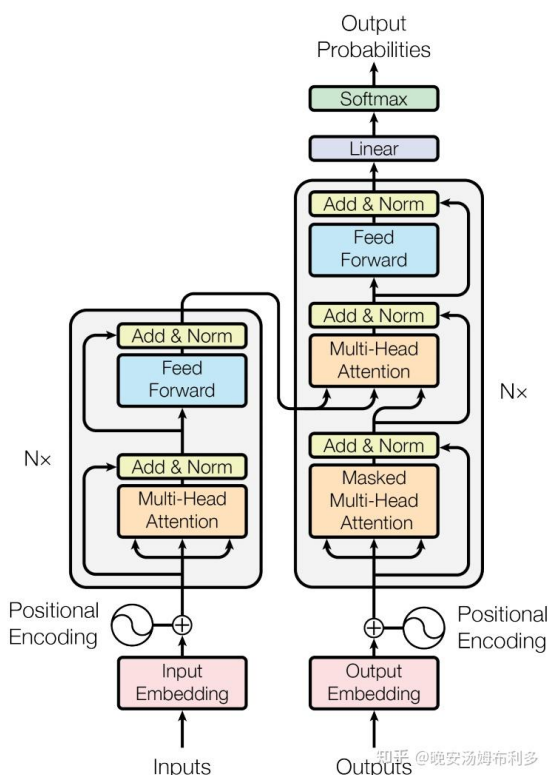 Output
Probabilities
Softmax
Linear
Add & Norm
Feed
Forward
Add & Norm
Multi-Head
Attention
Add & Norm
Masked
Multi-Head
Attention
N×
Add & Norm
Feed
Forward
Add & Norm
Multi-Head
Attention
N×
Positional
Encoding
Positional
Encoding
Input
Embedding
Output
Embedding
Inputs
Outputs
知乎 @晚安汤姆布利多